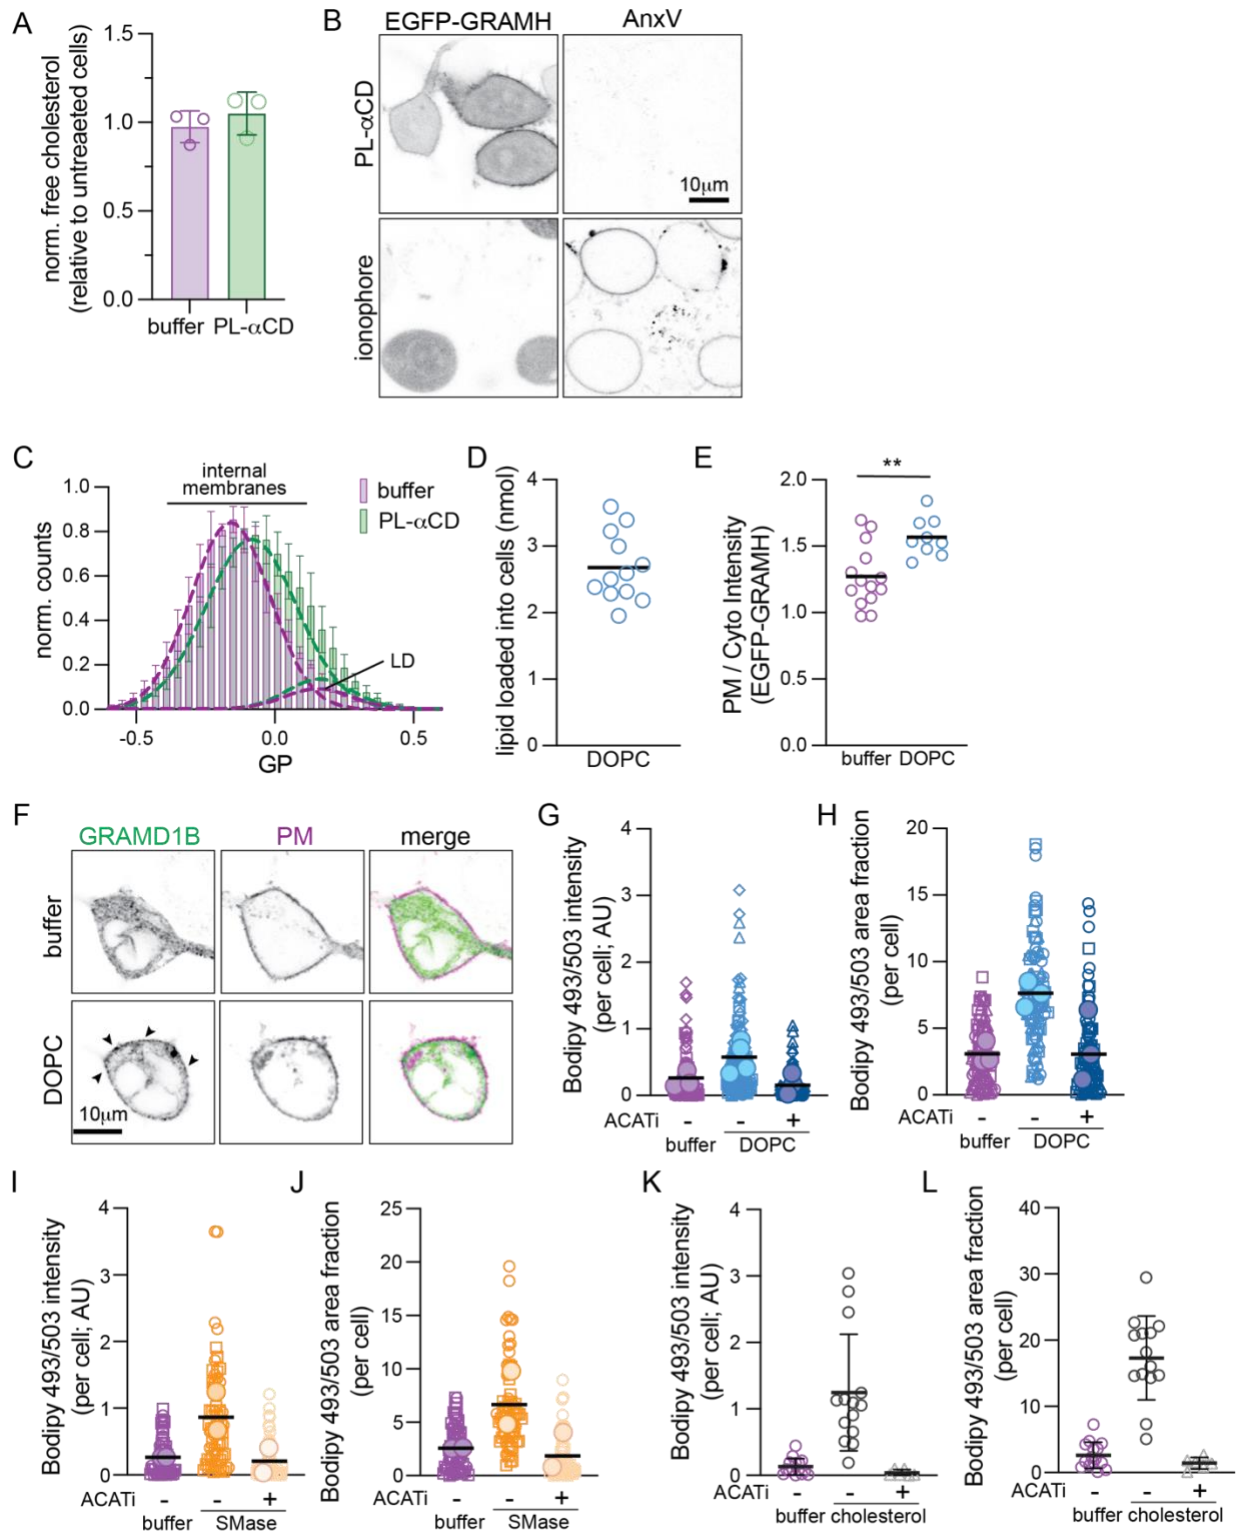 A
norm. free cholesterol
(relative to untraeted cells)
1.5
1.0
0.5
0.0
buffer PL-αCD
B
EGFP-GRAMH AnxV
PL-αCD
10μm
ionophore
C
norm. counts
1.0
0.8
0.6
0.4
0.2
0.0
internal
membranes
buffer
PL-αCD
LD
-0.5 0.0 0.5
GP
D
lipid loaded into cells (nmol)
4
3
2
1
0
DOPC
E
PM / Cyto Intensity
(EGFP-GRAMH)
2.0
1.5
1.0
0.5
0.0
**
buffer DOPC
F
GRAMD1B PM merge
buffer
DOPC
10μm
G
Bodipy 493/503 intensity
(per cell; AU)
4
3
2
1
0
ACATi - - +
buffer DOPC
H
Bodipy 493/503 area fraction
(per cell)
20
15
10
5
0
ACATi - - +
buffer DOPC
I
Bodipy 493/503 intensity
(per cell; AU)
4
3
2
1
0
ACATi - - +
buffer SMase
J
Bodipy 493/503 area fraction
(per cell)
25
20
15
10
5
0
ACATi - - +
buffer SMase
K
Bodipy 493/503 intensity
(per cell; AU)
4
3
2
1
0
ACATi - - +
buffer cholesterol
L
Bodipy 493/503 area fraction
(per cell)
40
30
20
10
0
ACATi - - +
buffer cholesterol